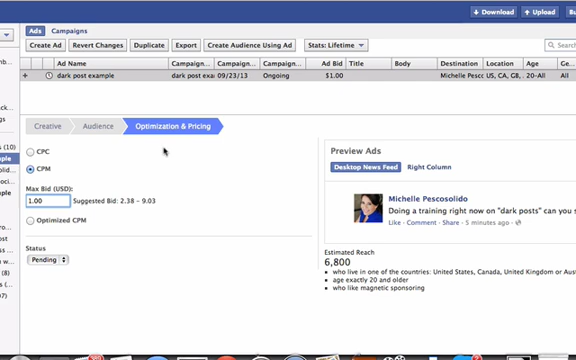 Download
Upload
Bu
Ads
Campaigns
Create Ad
Revert Changes
Duplicate
Export
Create Audience Using Ad
Stats: Lifetime
Search
Ad Name
Campaign...
Campaign...
Campaign...
Ad Bid
Title
Body
Destination
Location
Age
Ge...
+
dark post example
dark post exa
09/23/13
Ongoing
$1.00
Michelle Pesco
US, CA, GB,
20-All
All
Creative
Audience
Optimization & Pricing
CPC
CPM
Max Bid (USD):
1.00
Suggested Bid: 2.38 – 9.03
Optimized CPM
Status
Pending
Preview Ads
Desktop News Feed
Right Column
Michelle Pescosolido
Doing a training right now on "dark posts" can you s
Like · Comment · Share · 5 minutes ago
Estimated Reach
6,800
• who live in one of the countries: United States, Canada, United Kingdom or Aus
• age exactly 20 and older
• who like magnetic sponsoring